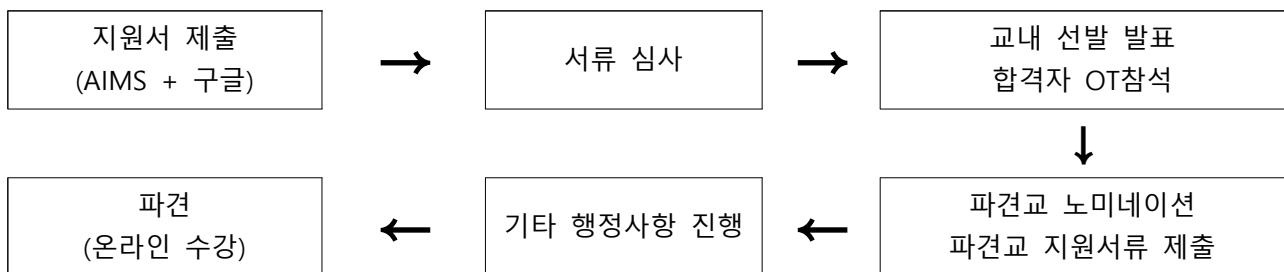 지원서 제출
(AIMS + 구글)
서류 심사
교내 선발 발표
합격자 OT참석
파견교 노미네이션
파견교 지원서류 제출
기타 행정사항 진행
파견
(온라인 수강)